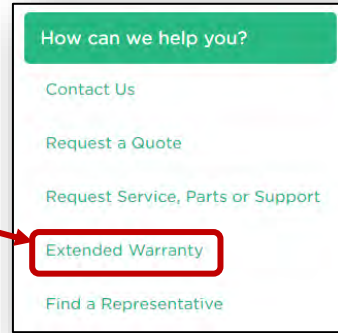 How can we help you?
Contact Us
Request a Quote
Request Service, Parts or Support
Extended Warranty
Find a Representative